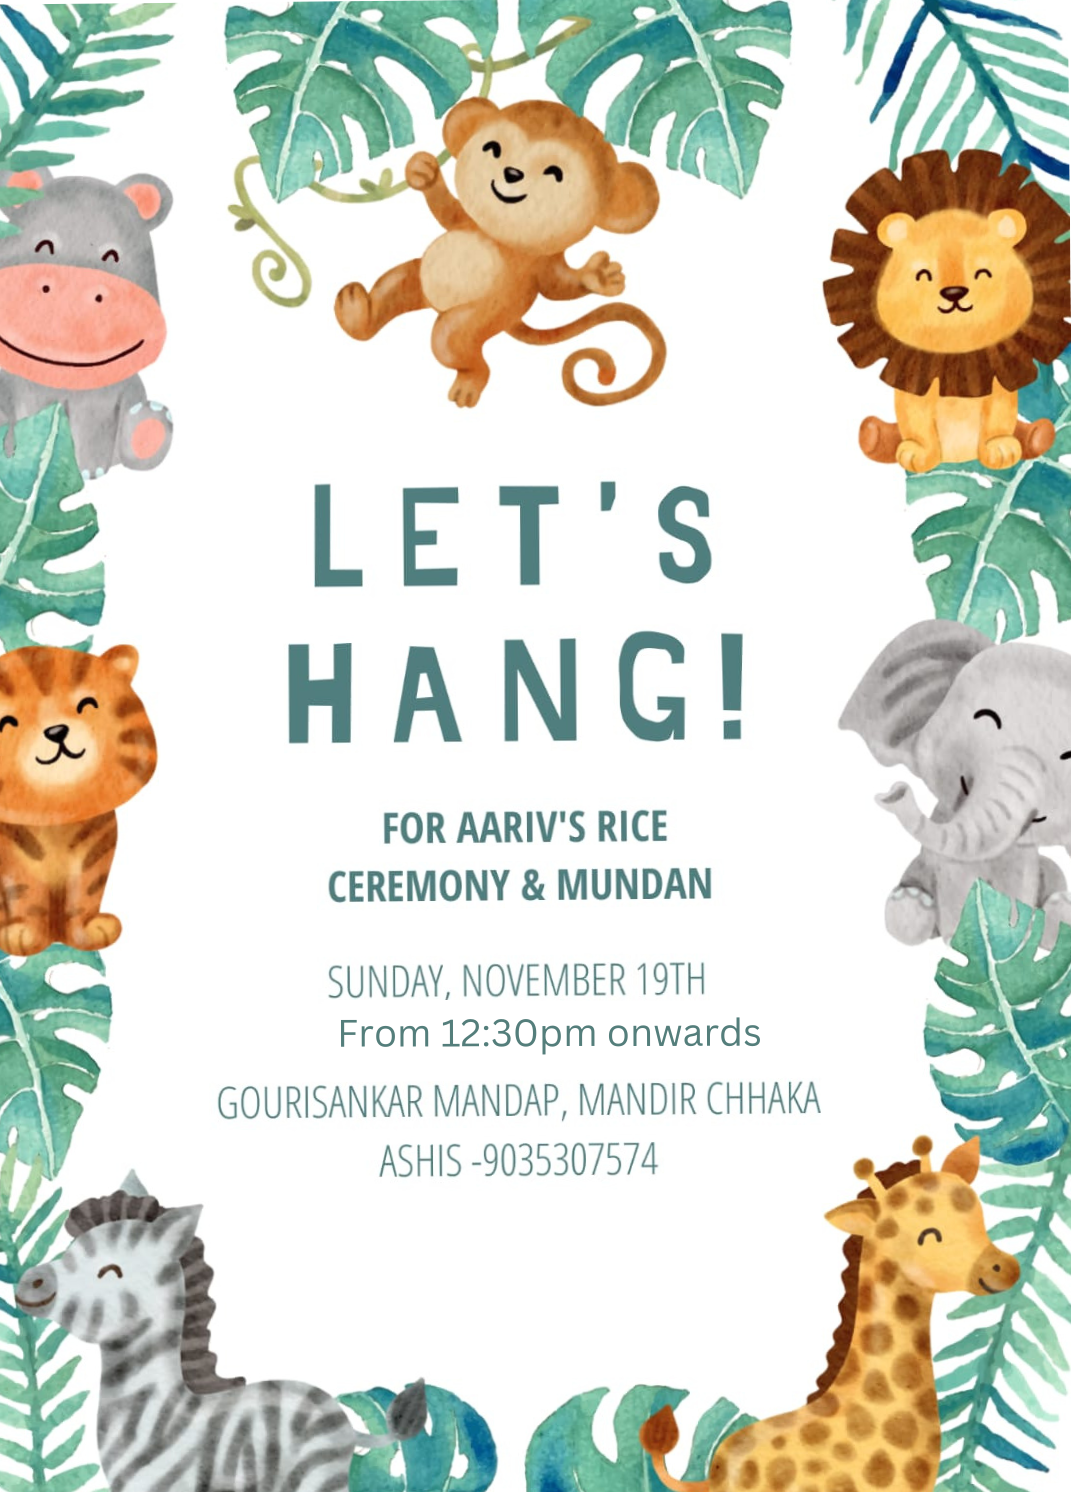 LET'S
HANG!
FOR AARIV'S RICE
CEREMONY & MUNDAN
SUNDAY, NOVEMBER 19TH
From 12:30pm onwards
GOURISANKAR MANDAP, MANDIR CHHAKA
ASHIS -9035307574